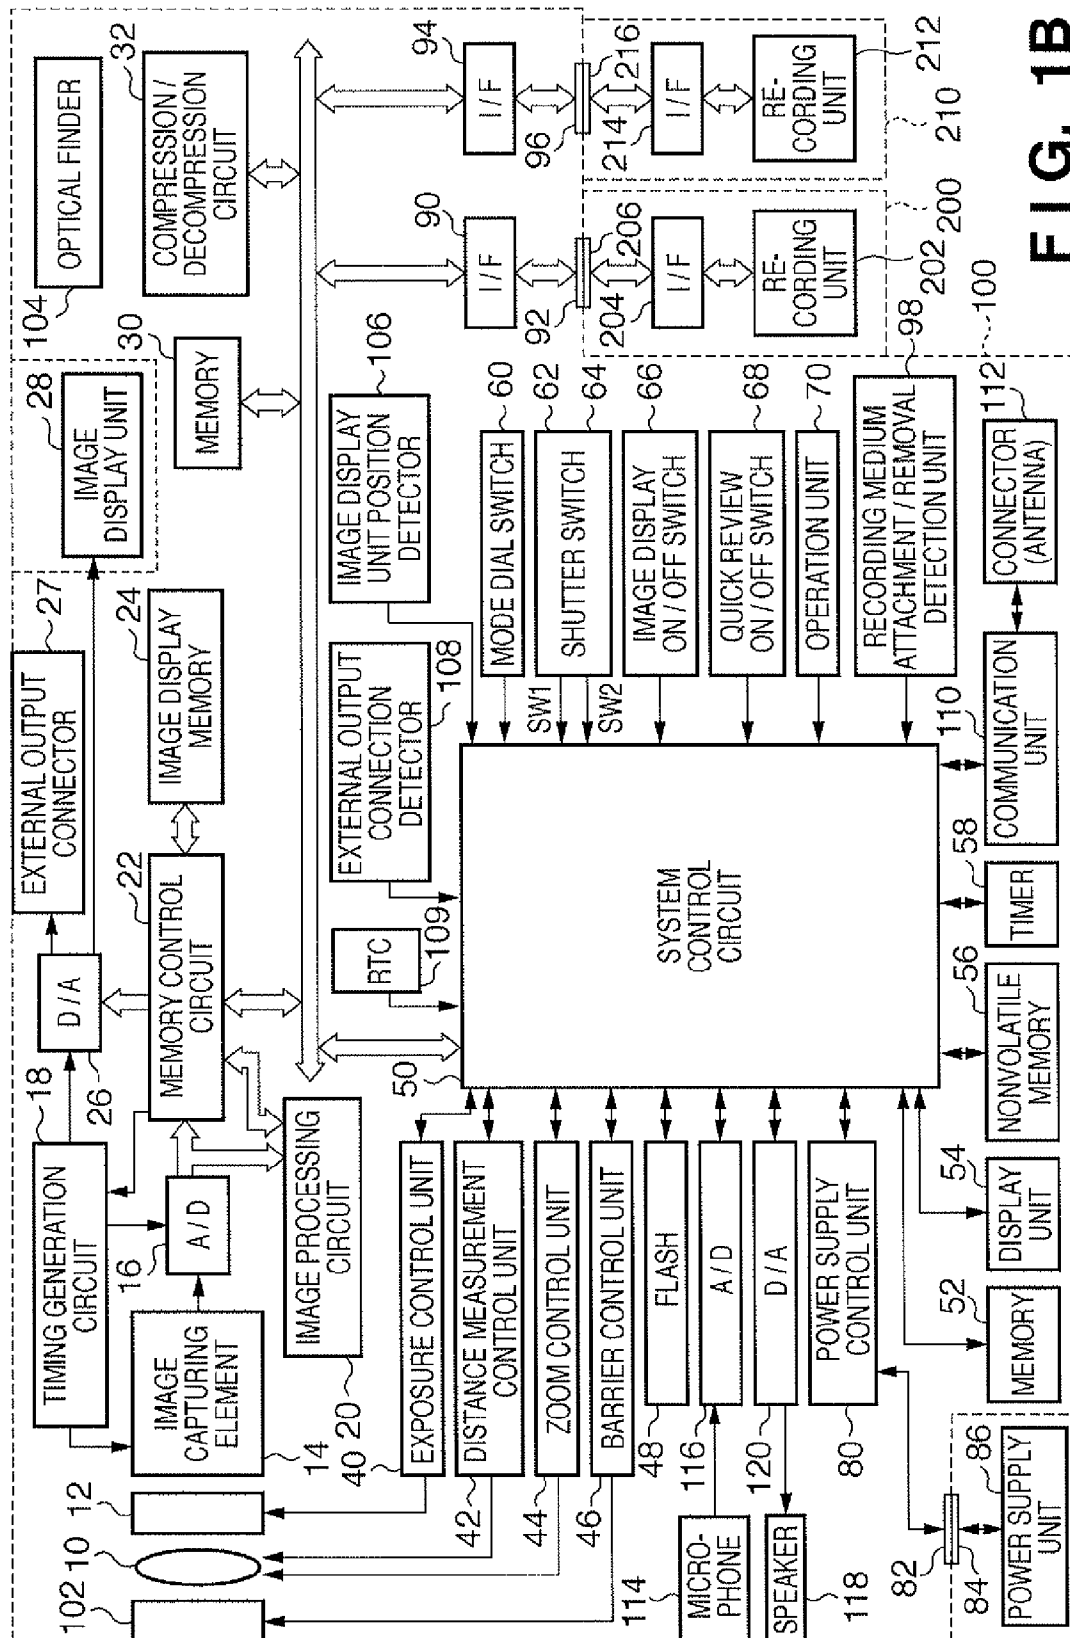 FIG. 1B
102
10
12
TIMING GENERATION
CIRCUIT
18
IMAGE
CAPTURING
ELEMENT
14
A/D
16
D/A
26
EXTERNAL OUTPUT
CONNECTOR
27
IMAGE
DISPLAY UNIT
28
104
OPTICAL FINDER
MEMORY CONTROL
CIRCUIT
22
IMAGE DISPLAY
MEMORY
24
MEMORY
30
COMPRESSION /
DECOMPRESSION
CIRCUIT
32
IMAGE PROCESSING
CIRCUIT
20
EXPOSURE CONTROL UNIT
40
DISTANCE MEASUREMENT
CONTROL UNIT
42
ZOOM CONTROL UNIT
44
BARRIER CONTROL UNIT
46
FLASH
48
A/D
116
D/A
120
POWER SUPPLY
CONTROL UNIT
80
MICRO-
PHONE
114
SPEAKER
118
50
SYSTEM
CONTROL
CIRCUIT
RTC
109
EXTERNAL OUTPUT
CONNECTION
DETECTOR
108
IMAGE DISPLAY
UNIT POSITION
DETECTOR
106
MODE DIAL SWITCH
60
SHUTTER SWITCH
62
64
SW1
SW2
IMAGE DISPLAY
ON / OFF SWITCH
66
QUICK REVIEW
ON / OFF SWITCH
68
OPERATION UNIT
70
RECORDING MEDIUM
ATTACHMENT / REMOVAL
DETECTION UNIT
98
I/F
90
92
206
204
I/F
RE-
CORDING
UNIT
202
200
I/F
94
96
216
214
I/F
RE-
CORDING
UNIT
212
210
82
84
POWER SUPPLY
UNIT
86
MEMORY
52
DISPLAY
UNIT
54
NONVOLATILE
MEMORY
56
TIMER
58
COMMUNICATION
UNIT
110
CONNECTOR
(ANTENNA)
112
100